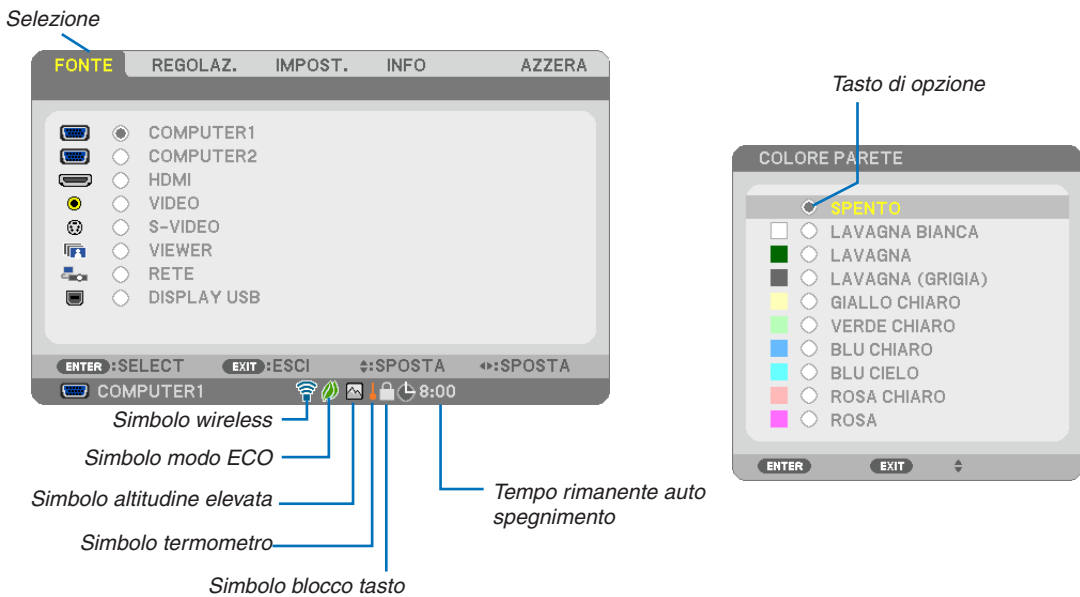 Selezione
FONTE REGOLAZ. IMPOST. INFO AZZERA
COMPUTER1
COMPUTER2
HDMI
VIDEO
S-VIDEO
VIEWER
RETE
DISPLAY USB
ENTER :SELECT EXIT :ESCI :SPOSTA :SPOSTA
COMPUTER1 8:00
Simbolo wireless
Simbolo modo ECO
Simbolo altitudine elevata
Simbolo termometro
Simbolo blocco tasto
Tempo rimanente auto
spegnimento
Tasto di opzione
COLORE PARETE
SPENTO
LAVAGNA BIANCA
LAVAGNA
LAVAGNA (GRIGIA)
GIALLO CHIARO
VERDE CHIARO
BLU CHIARO
BLU CIELO
ROSA CHIARO
ROSA
ENTER EXIT